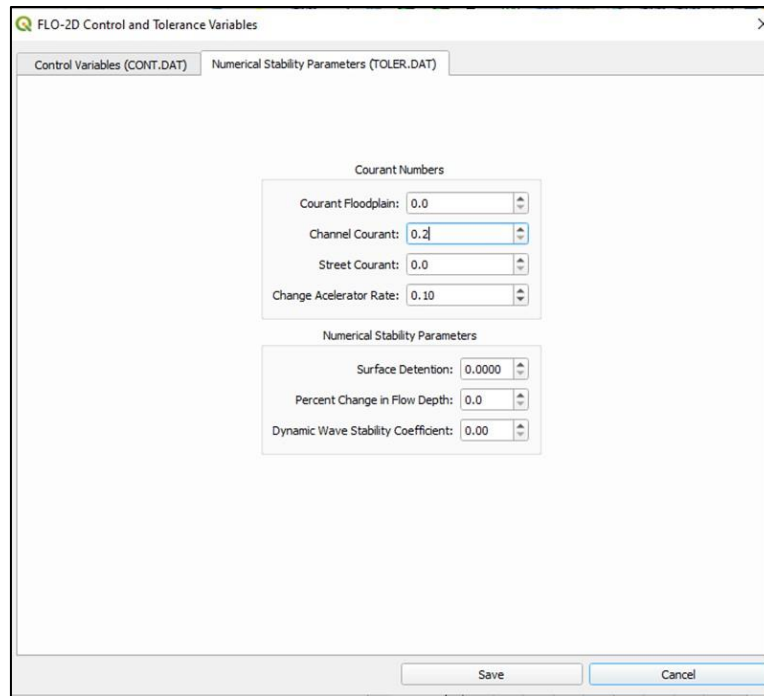 FLO-2D Control and Tolerance Variables
Control Variables (CONT.DAT) Numerical Stability Parameters (TOLER.DAT)
Courant Numbers
Courant Floodplain: 0.0
Channel Courant: 0.2
Street Courant: 0.0
Change Acelerator Rate: 0.10
Numerical Stability Parameters
Surface Detention: 0.0000
Percent Change in Flow Depth: 0.0
Dynamic Wave Stability Coefficient: 0.00
Save Cancel